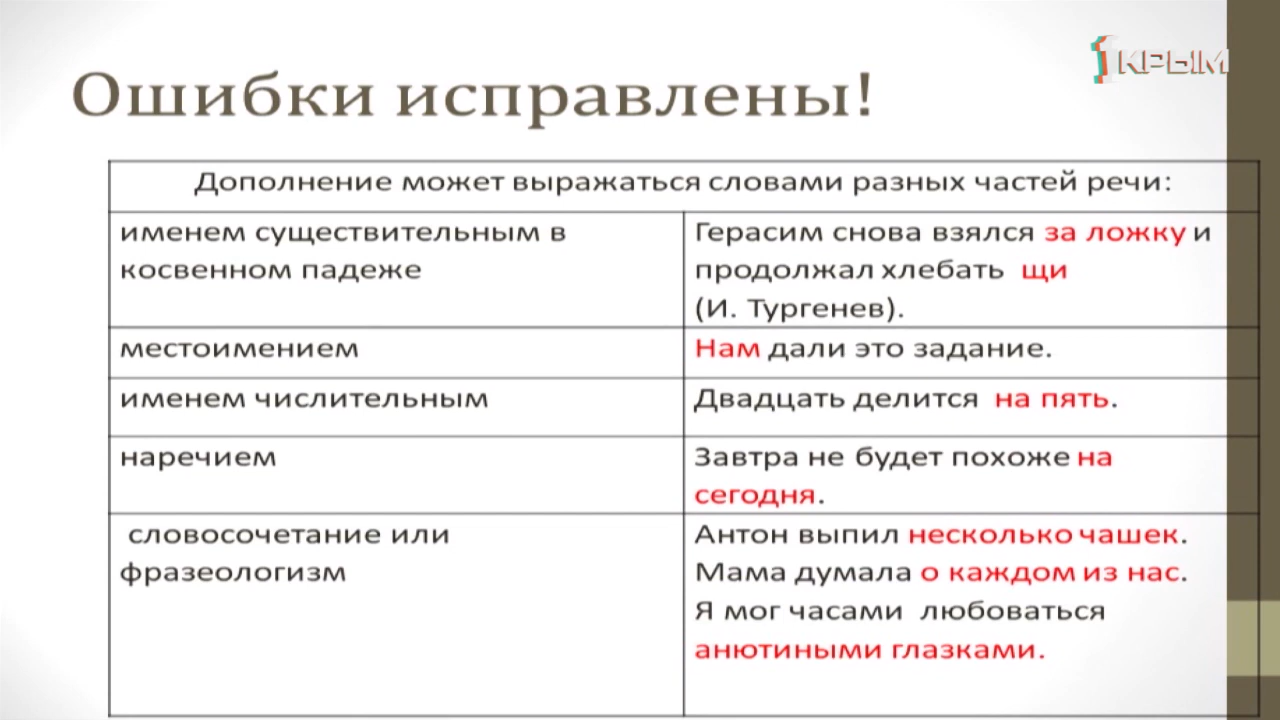 1 КРЫМ
Ошибки исправлены!
Дополнение может выражаться словами разных частей речи:
именем существительным в
косвенном падеже
Герасим снова взялся за ложку и
продолжал хлебать щи
(И. Тургенев).
местоимением
Нам дали это задание.
именем числительным
Двадцать делится на пять.
наречием
Завтра не будет похоже на
сегодня.
словосочетание или
фразеологизм
Антон выпил несколько чашек.
Мама думала о каждом из нас.
Я мог часами любоваться
анютиными глазками.